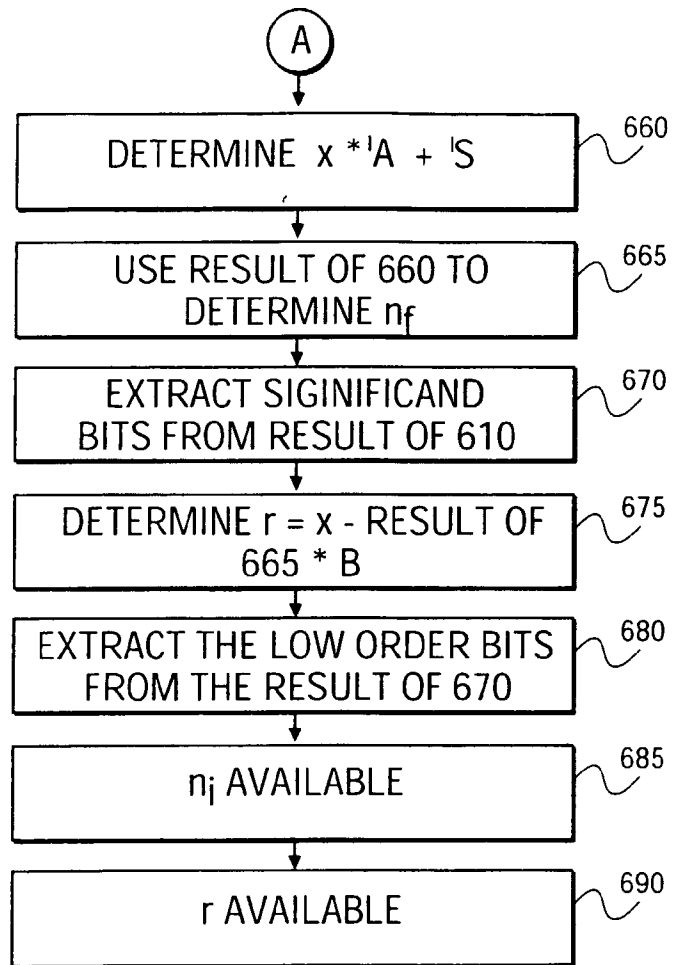 A
DETERMINE x *ˡA + ˡS
660
USE RESULT OF 660 TO
DETERMINE nf
665
EXTRACT SIGINIFICAND
BITS FROM RESULT OF 610
670
DETERMINE r = x - RESULT OF
665 * B
675
EXTRACT THE LOW ORDER BITS
FROM THE RESULT OF 670
680
ni AVAILABLE
685
r AVAILABLE
690